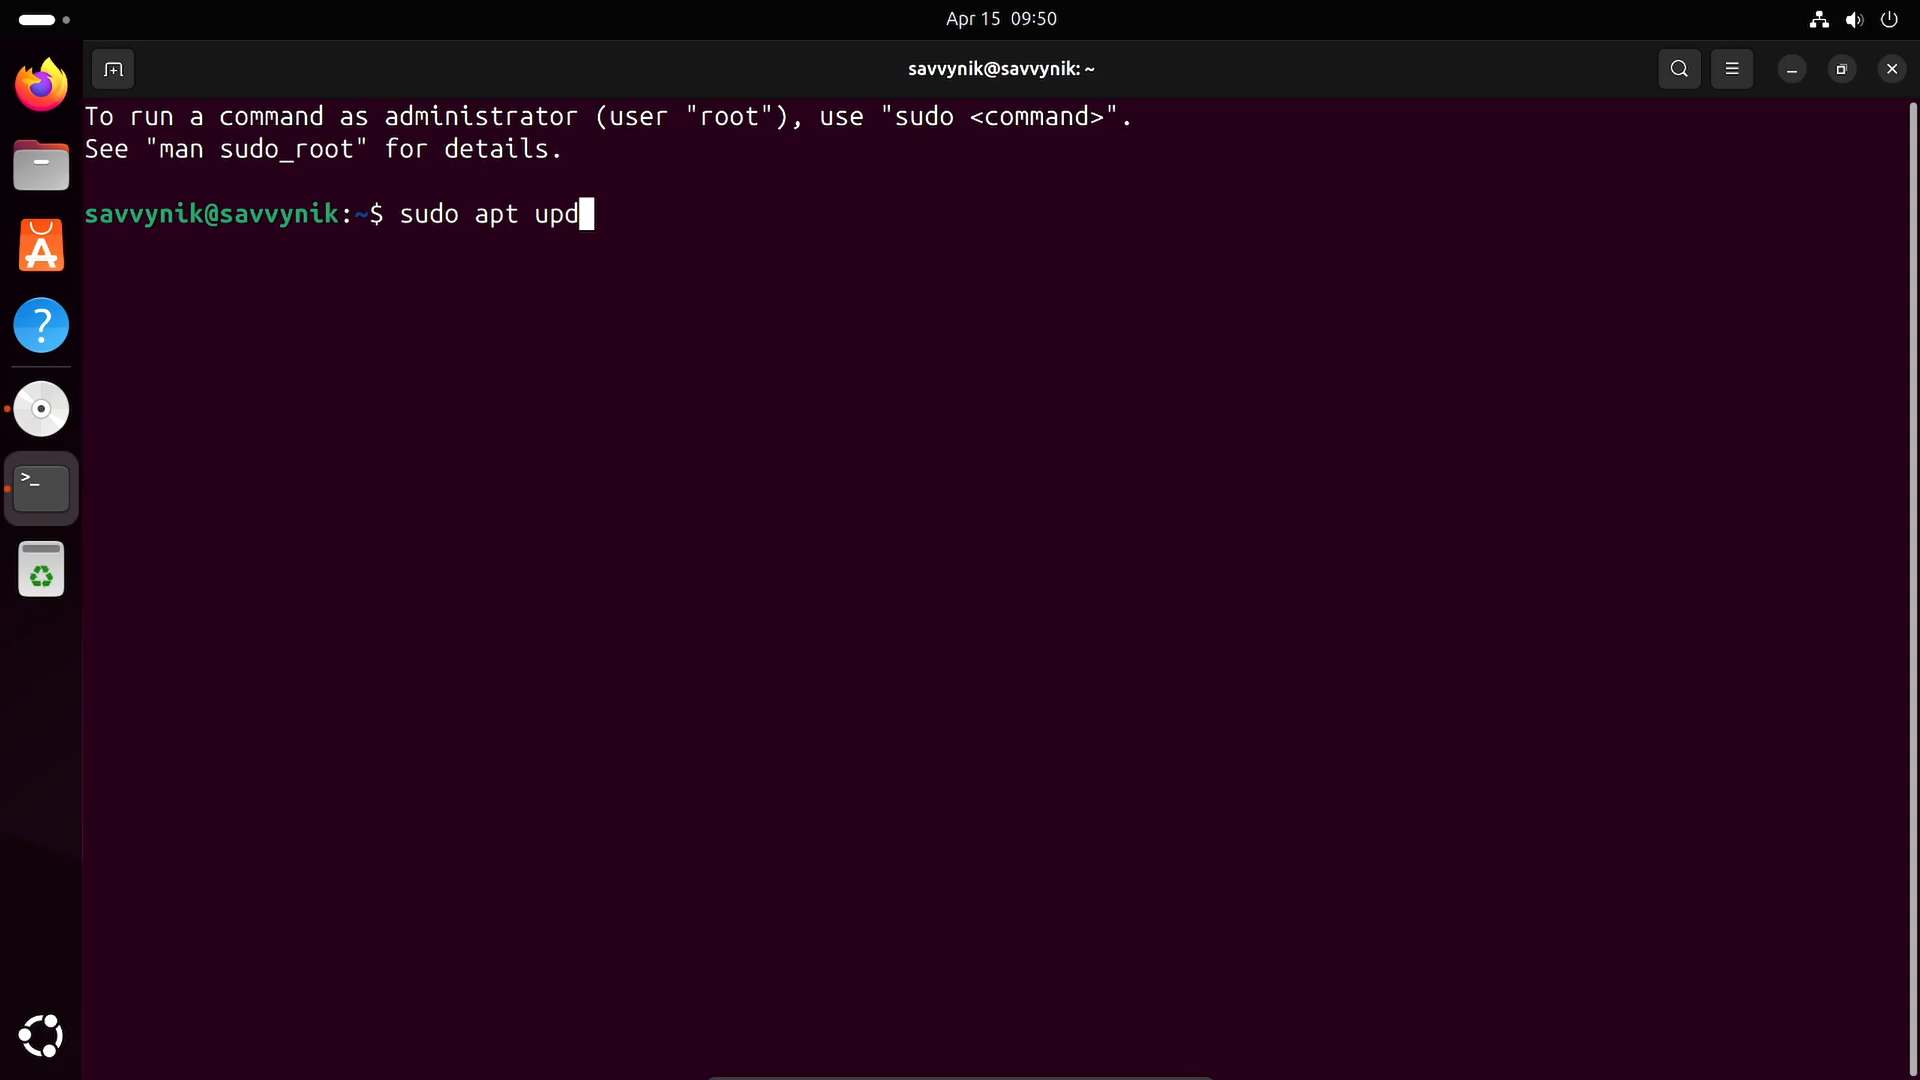 Apr 15 09:50
savvynik@savvynik: ~
To run a command as administrator (user "root"), use "sudo <command>".
See "man sudo_root" for details.
savvynik@savvynik:~$ sudo apt upd